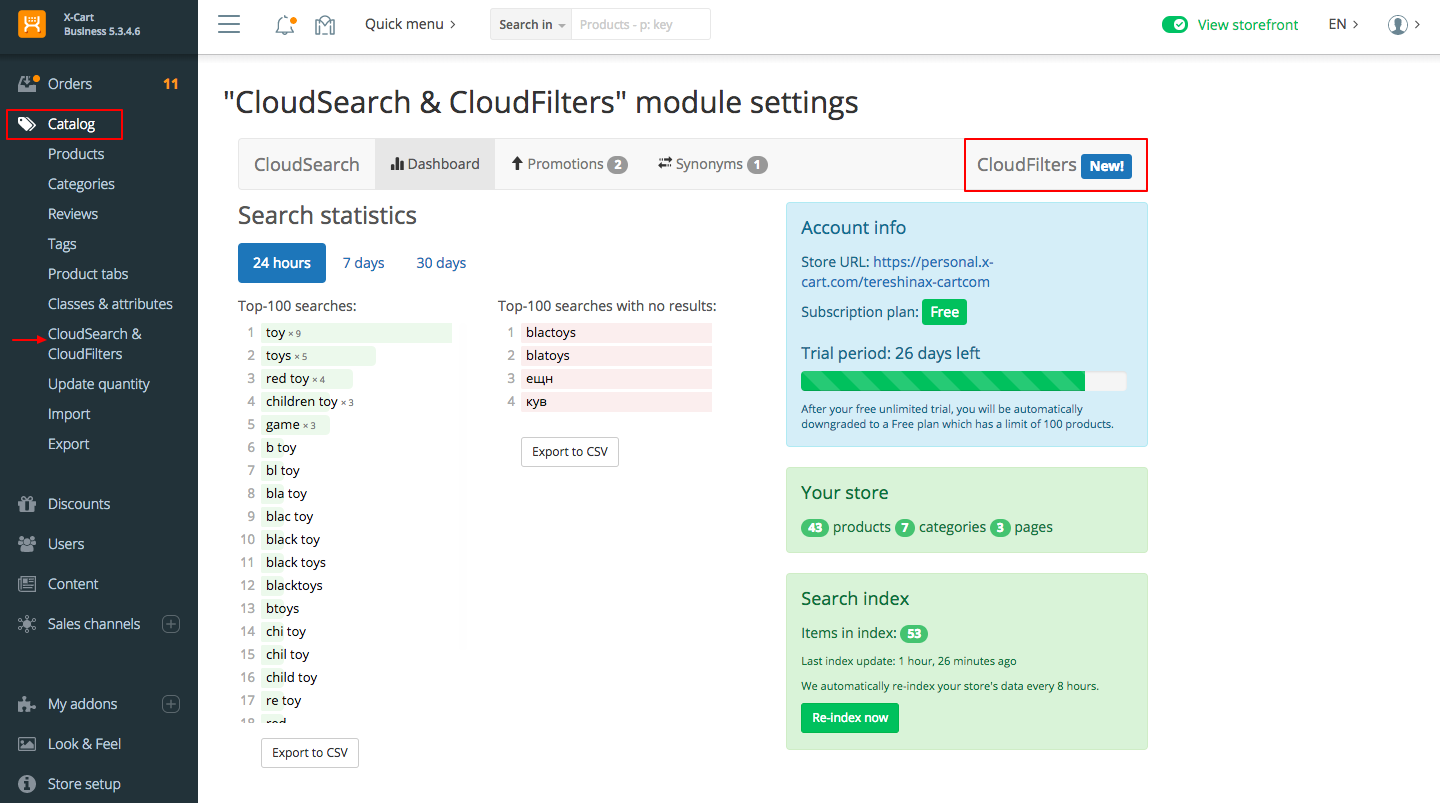 X-Cart
Business 5.3.4.6
Quick menu
Search in
Products - p: key
View storefront
EN
Orders 11
Catalog
Products
Categories
Reviews
Tags
Product tabs
Classes & attributes
CloudSearch &
CloudFilters
Update quantity
Import
Export
Discounts
Users
Content
Sales channels
My addons
Look & Feel
Store setup
"CloudSearch & CloudFilters" module settings
CloudSearch Dashboard Promotions 2 Synonyms 1 CloudFilters New!
Search statistics
24 hours 7 days 30 days
Top-100 searches:
1 toy × 9
2 toys × 5
3 red toy × 4
4 children toy × 3
5 game × 3
6 b toy
7 bl toy
8 bla toy
9 blac toy
10 black toy
11 black toys
12 blacktoys
13 btoys
14 chi toy
15 chil toy
16 child toy
17 re toy
18 red
Export to CSV
Top-100 searches with no results:
1 blactoys
2 blatoys
3 ещн
4 кув
Export to CSV
Account info
Store URL: https://personal.x-
cart.com/tereshinax-cartcom
Subscription plan: Free
Trial period: 26 days left
After your free unlimited trial, you will be automatically
downgraded to a Free plan which has a limit of 100 products.
Your store
43 products 7 categories 3 pages
Search index
Items in index: 53
Last index update: 1 hour, 26 minutes ago
We automatically re-index your store's data every 8 hours.
Re-index now